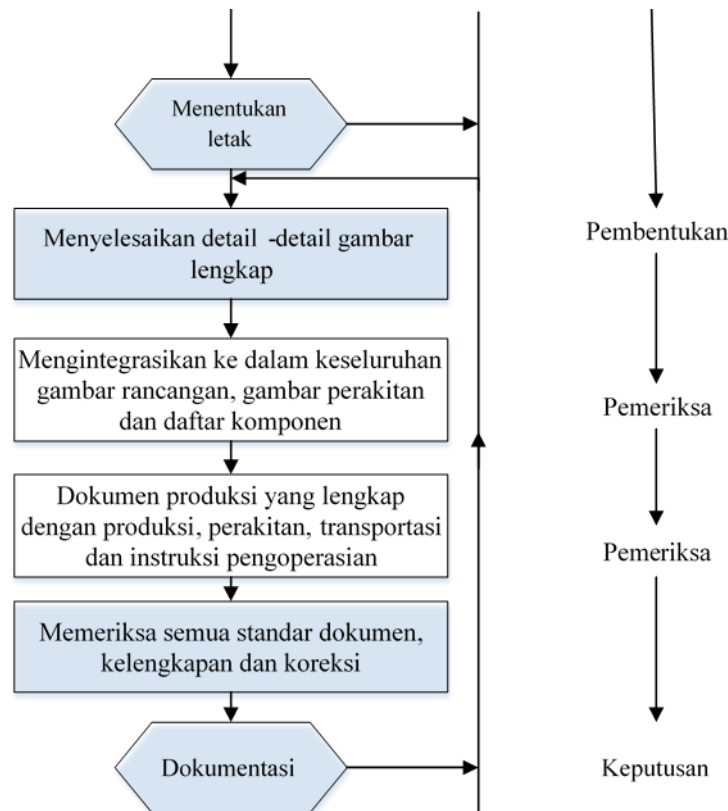 Menentukan
letak
Menyelesaikan detail -detail gambar
lengkap
Pembentukan
Mengintegrasikan ke dalam keseluruhan
gambar rancangan, gambar perakitan
dan daftar komponen
Pemeriksa
Dokumen produksi yang lengkap
dengan produksi, perakitan, transportasi
dan instruksi pengoperasian
Pemeriksa
Memeriksa semua standar dokumen,
kelengkapan dan koreksi
Dokumentasi
Keputusan